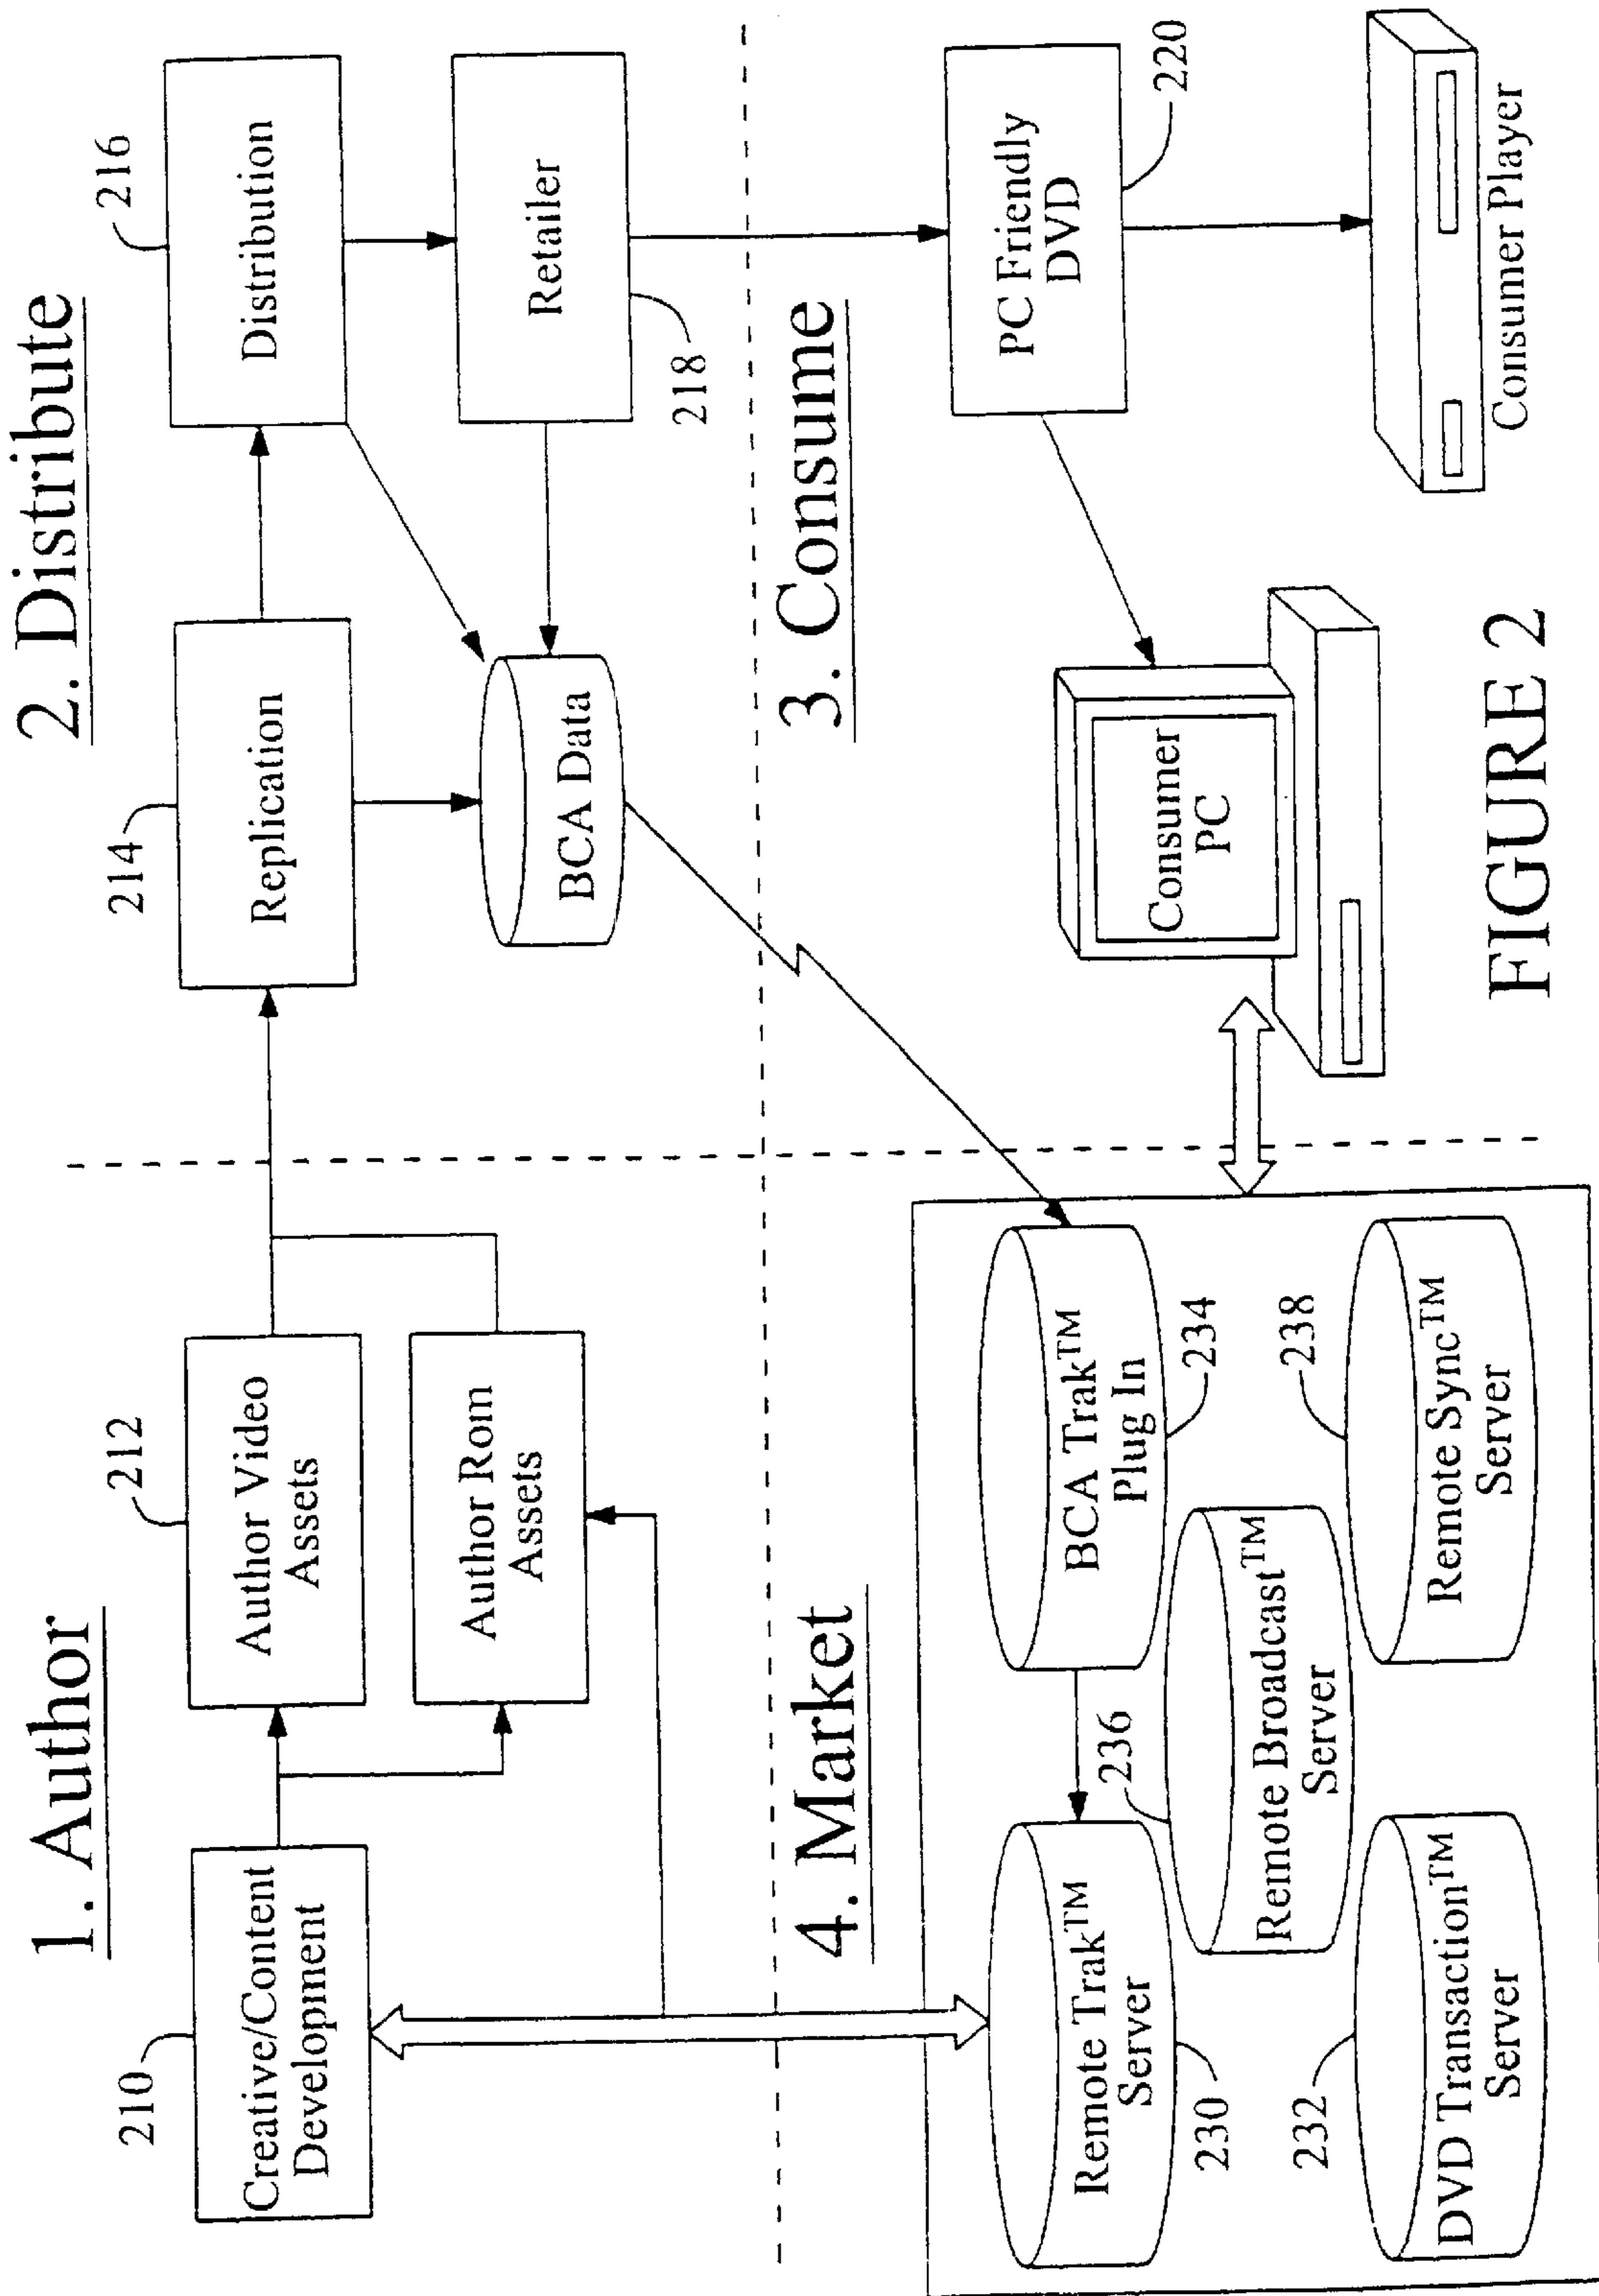 1. Author
210
Creative/Content
Development
212
Author Video
Assets
Author Rom
Assets
2. Distribute
214
Replication
216
Distribution
Retailer
218
BCA Data
3. Consume
PC Friendly
DVD
220
Consumer
PC
Consumer Player
4. Market
Remote Trak™
Server
230
BCA Trak™
Plug In
234
236
Remote Broadcast™
Server
232
DVD Transaction™
Server
238
Remote Sync™
Server
FIGURE 2